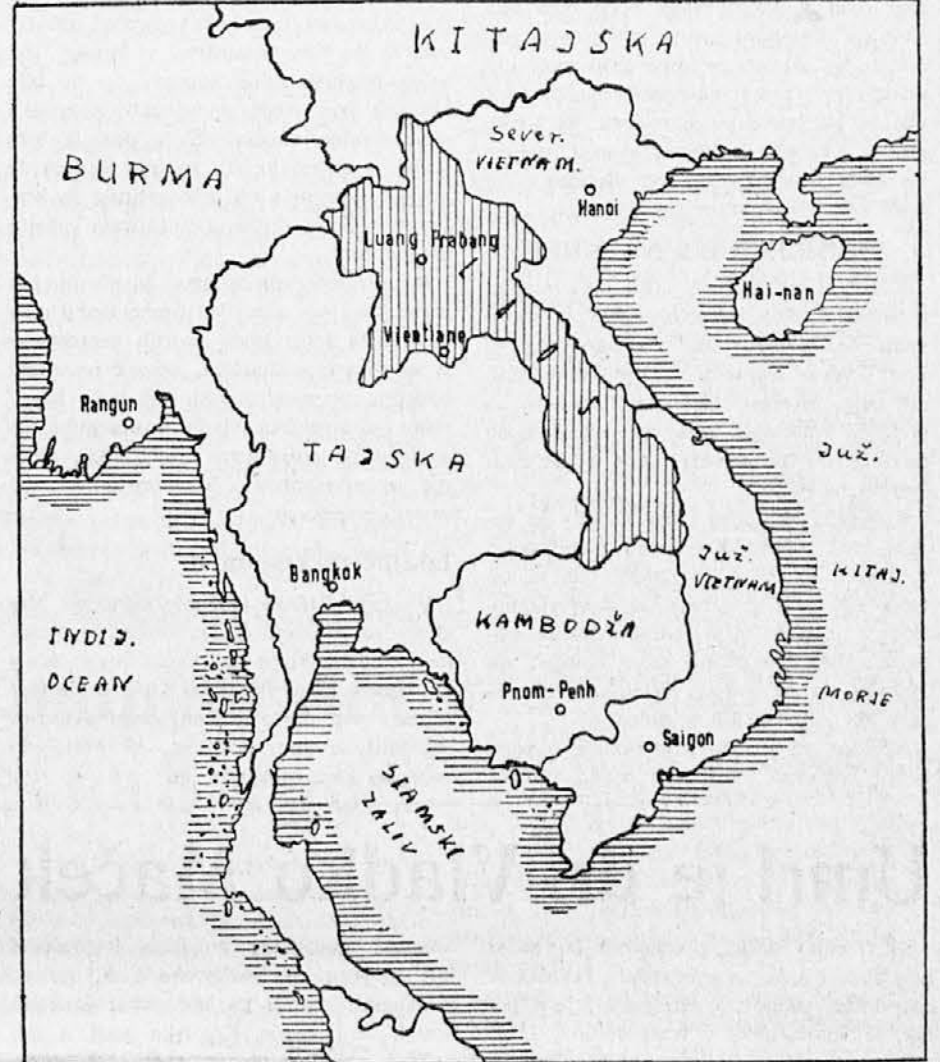 KITAJSKA
Sever.
VIETNAM
BURMA
Hanoi
Luang Prabang
Hai-nan
Vientiane
Rangun
TAJSKA
Juž.
Juž.
VIETNAM
KITAJ.
Bangkok
KAMBODŽA
INDIJ.
OCEAN
Pnom-Penh
MORJE
Saigon
SIAMSKI
ZALIV